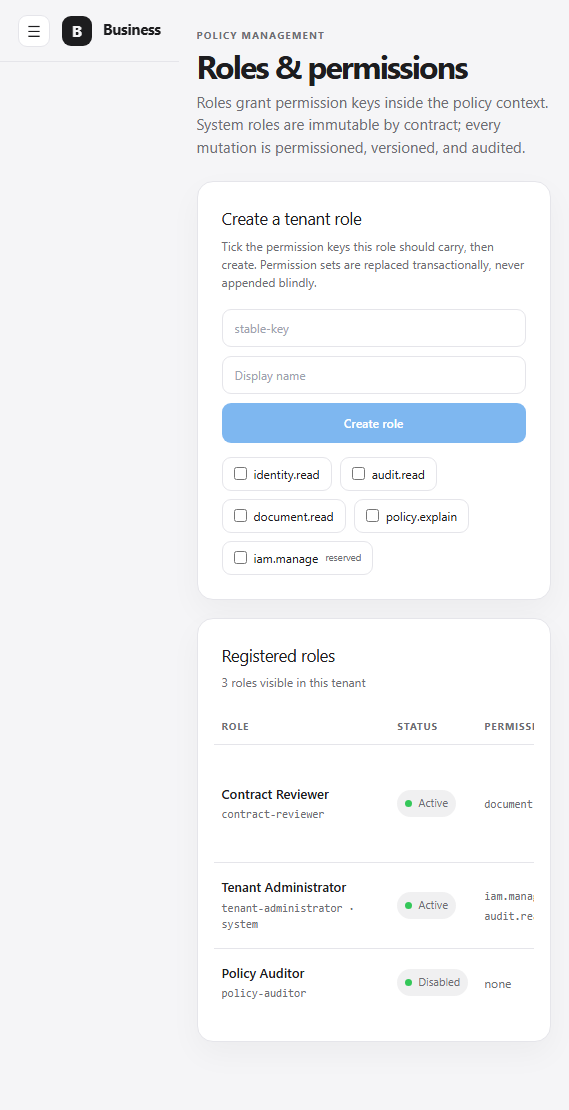 B
Business
POLICY MANAGEMENT
Roles & permissions
Roles grant permission keys inside the policy context.
System roles are immutable by contract; every
mutation is permissioned, versioned, and audited.
Create a tenant role
Tick the permission keys this role should carry, then
create. Permission sets are replaced transactionally, never
appended blindly.
stable-key
Display name
Create role
identity.read
audit.read
document.read
policy.explain
iam.manage reserved
Registered roles
3 roles visible in this tenant
ROLE STATUS
Contract Reviewer
contract-reviewer
Active
document
Tenant Administrator
tenant-administrator ·
system
Active
Policy Auditor
policy-auditor
Disabled
none